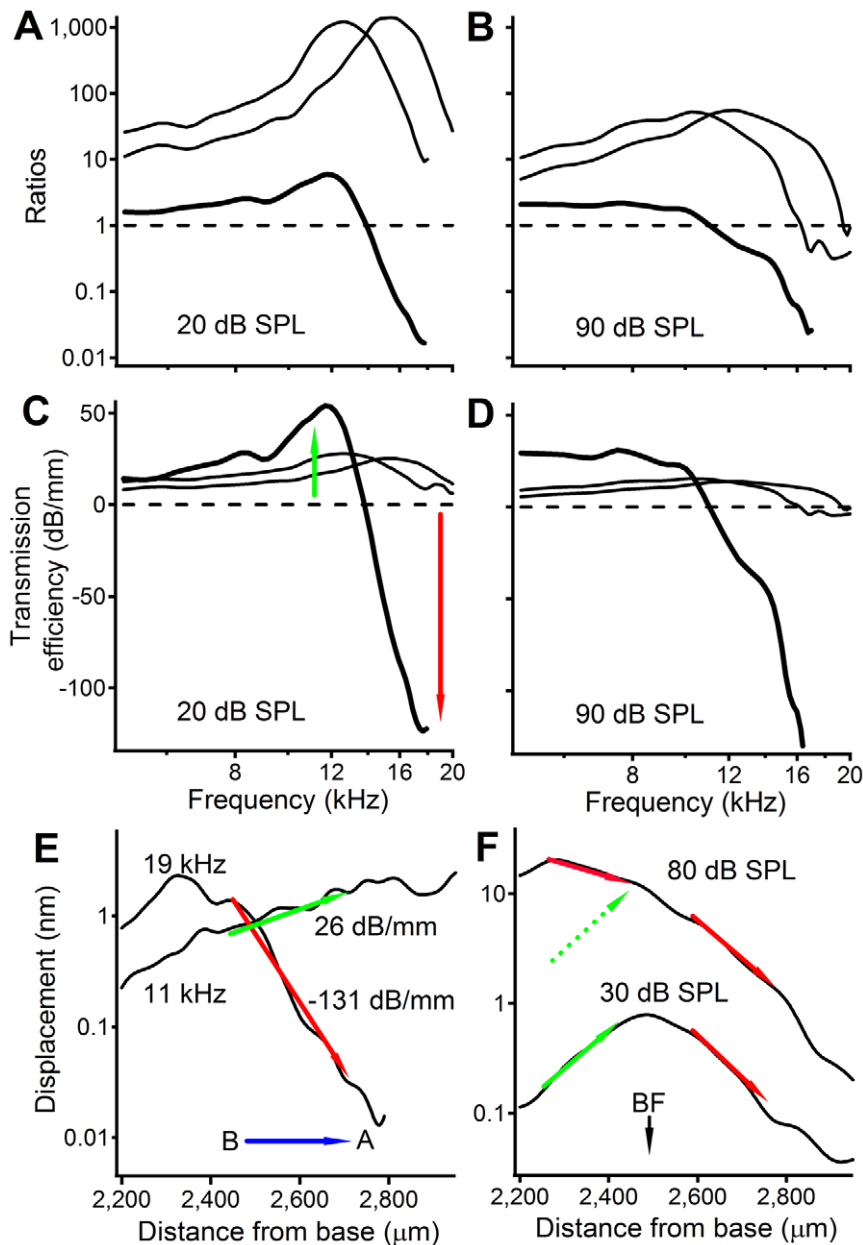 A
B
1,000
100
10
1
0.1
0.01
Ratios
20 dB SPL
90 dB SPL
C
D
50
0
-50
-100
Transmission
efficiency (dB/mm)
20 dB SPL
90 dB SPL
8
12
16
20
8
12
16
20
Frequency (kHz)
Frequency (kHz)
E
F
1
0.1
0.01
Displacement (nm)
19 kHz
11 kHz
26 dB/mm
-131 dB/mm
B
A
10
1
0.1
80 dB SPL
30 dB SPL
BF
2,200
2,400
2,600
2,800
2,200
2,400
2,600
2,800
Distance from base (μm)
Distance from base (μm)